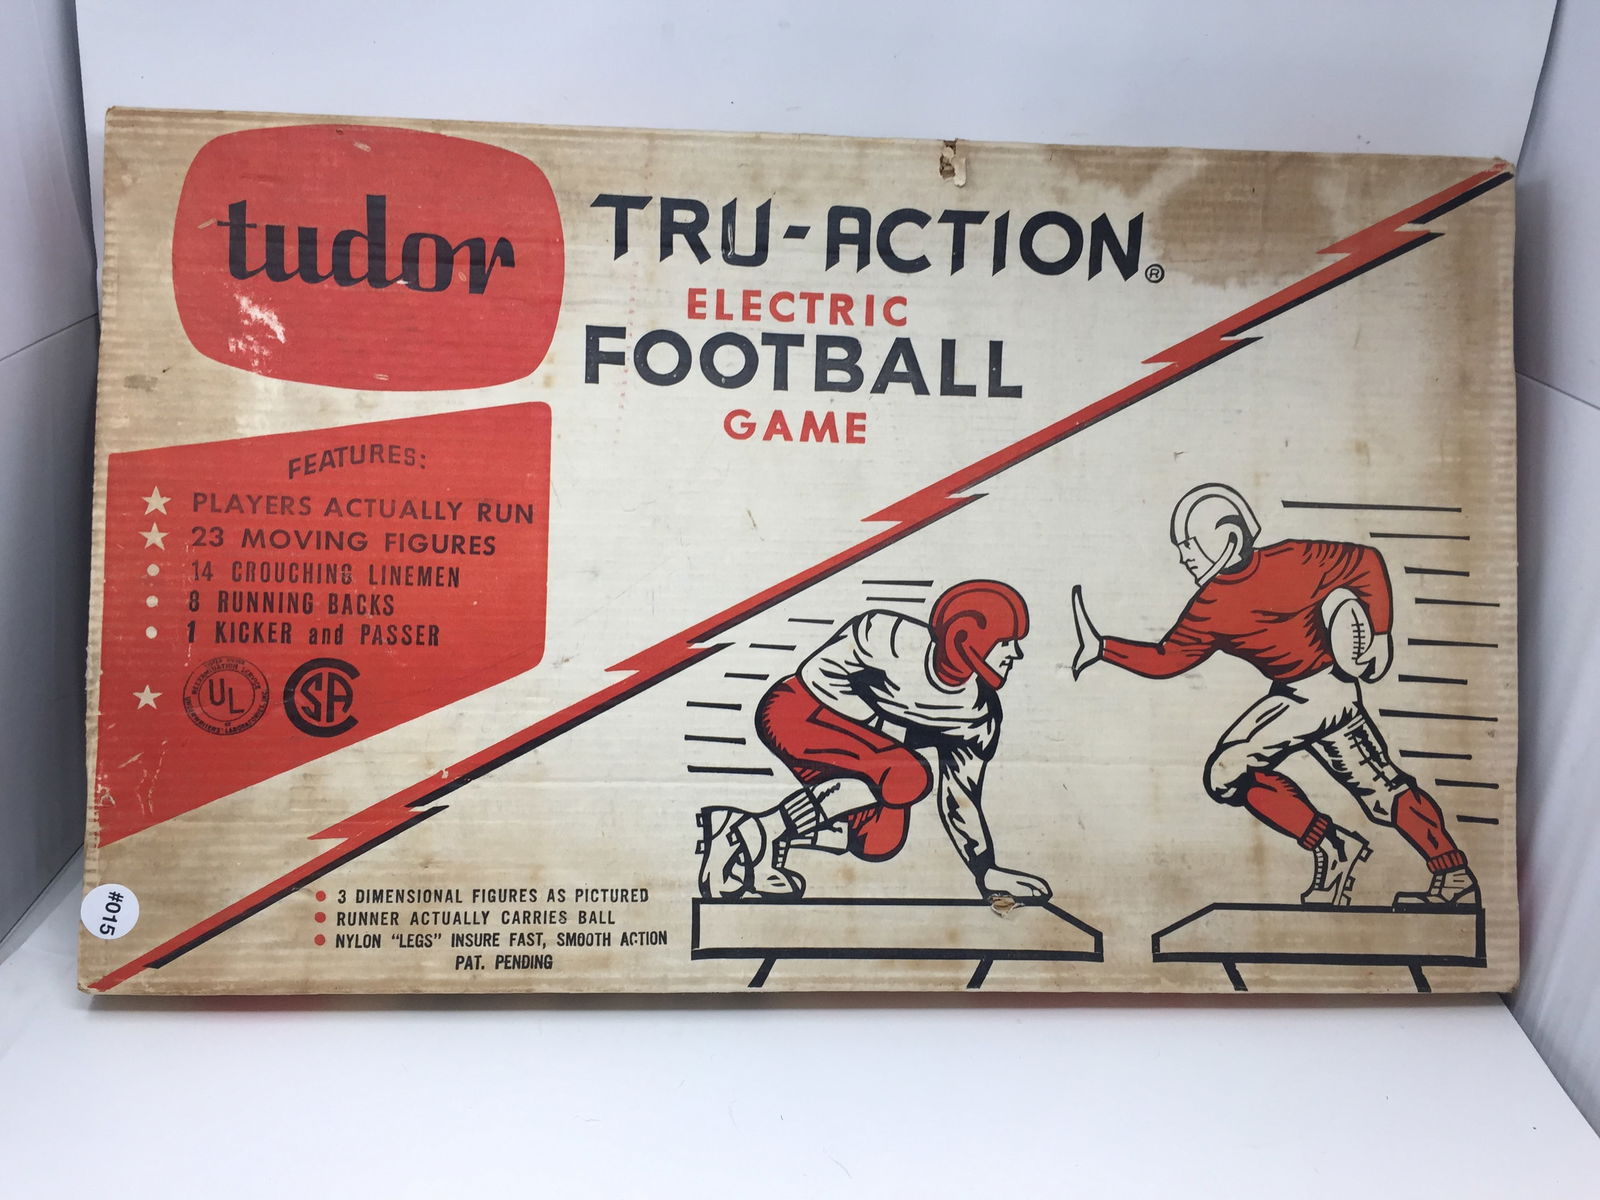 tudor
TRU-ACTION®
ELECTRIC
FOOTBALL
GAME
FEATURES:
PLAYERS ACTUALLY RUN
23 MOVING FIGURES
14 CROUCHING LINEMEN
8 RUNNING BACKS
1 KICKER and PASSER
UL
CSA
3 DIMENSIONAL FIGURES AS PICTURED
RUNNER ACTUALLY CARRIES BALL
NYLON "LEGS" INSURE FAST, SMOOTH ACTION
PAT. PENDING
#015